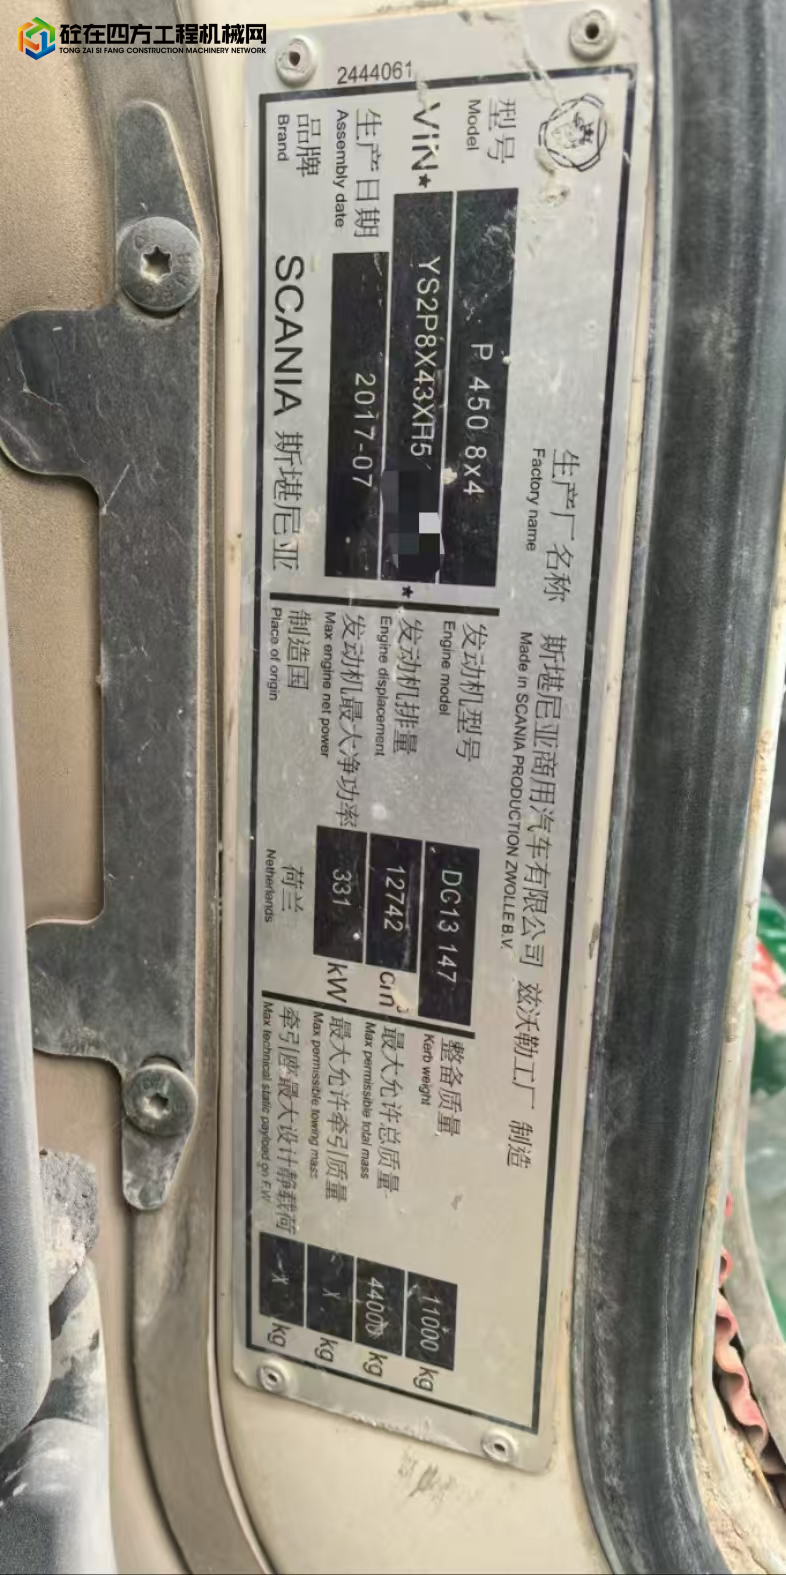 砼在四方工程机械网
TONG ZAI SI FANG CONSTRUCTION MACHINERY NETWORK
2444061
生产厂名称 斯堪尼亚商用汽车有限公司 兹沃勒工厂 制造
Factory name Made in SCANIA PRODUCTION ZWOLLE B.V.
型号 P 450 8x4
Model
VIN ★ YS2P8X43XH5 ★
生产日期 2017-07
Assembly date
品牌 SCANIA 斯堪尼亚
Brand
发动机型号 DC13 147
Engine model
发动机排量 12742 cm³
Engine displacement
发动机最大净功率 331 kW
Max engine net power
制造国 荷兰
Place of origin Netherlands
整备质量 11000 kg
Kerb weight
最大允许总质量 44000 kg
Max permissible total mass
最大允许牵引质量 -x kg
Max permissible towing mass
牵引座最大设计静载荷 -x kg
Max technical static payload on F.W